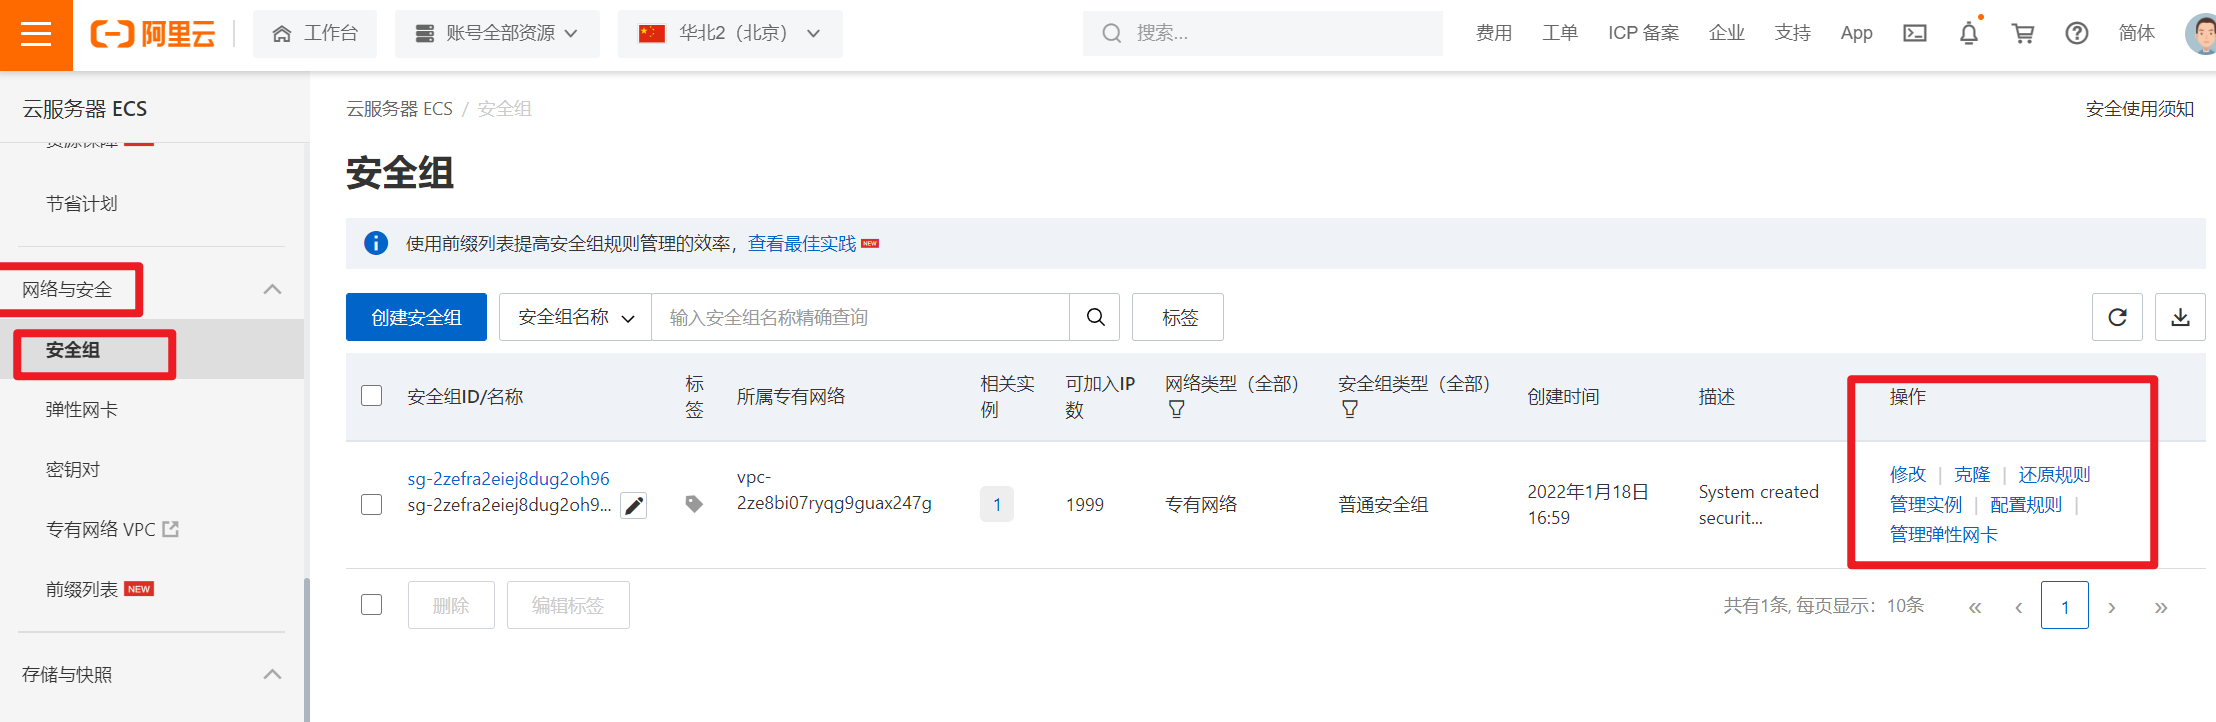 阿里云
工作台
账号全部资源
华北2（北京）
搜索...
费用
工单
ICP 备案
企业
支持
App
简体
云服务器 ECS
资源保障
节省计划
网络与安全
安全组
弹性网卡
密钥对
专有网络 VPC
前缀列表 NEW
存储与快照
云服务器 ECS / 安全组
安全使用须知
安全组
使用前缀列表提高安全组规则管理的效率，查看最佳实践 NEW
创建安全组
安全组名称
输入安全组名称精确查询
标签
安全组ID/名称
标
签
所属专有网络
相关实
例
可加入IP
数
网络类型（全部）
安全组类型（全部）
创建时间
描述
操作
sg-2zefra2eiej8dug2oh96
sg-2zefra2eiej8dug2oh9...
vpc-
2ze8bi07ryqg9guax247g
1
1999
专有网络
普通安全组
2022年1月18日
16:59
System created
securit...
修改 | 克隆 | 还原规则
管理实例 | 配置规则 |
管理弹性网卡
删除
编辑标签
共有1条, 每页显示：10条
« ‹ 1 › »